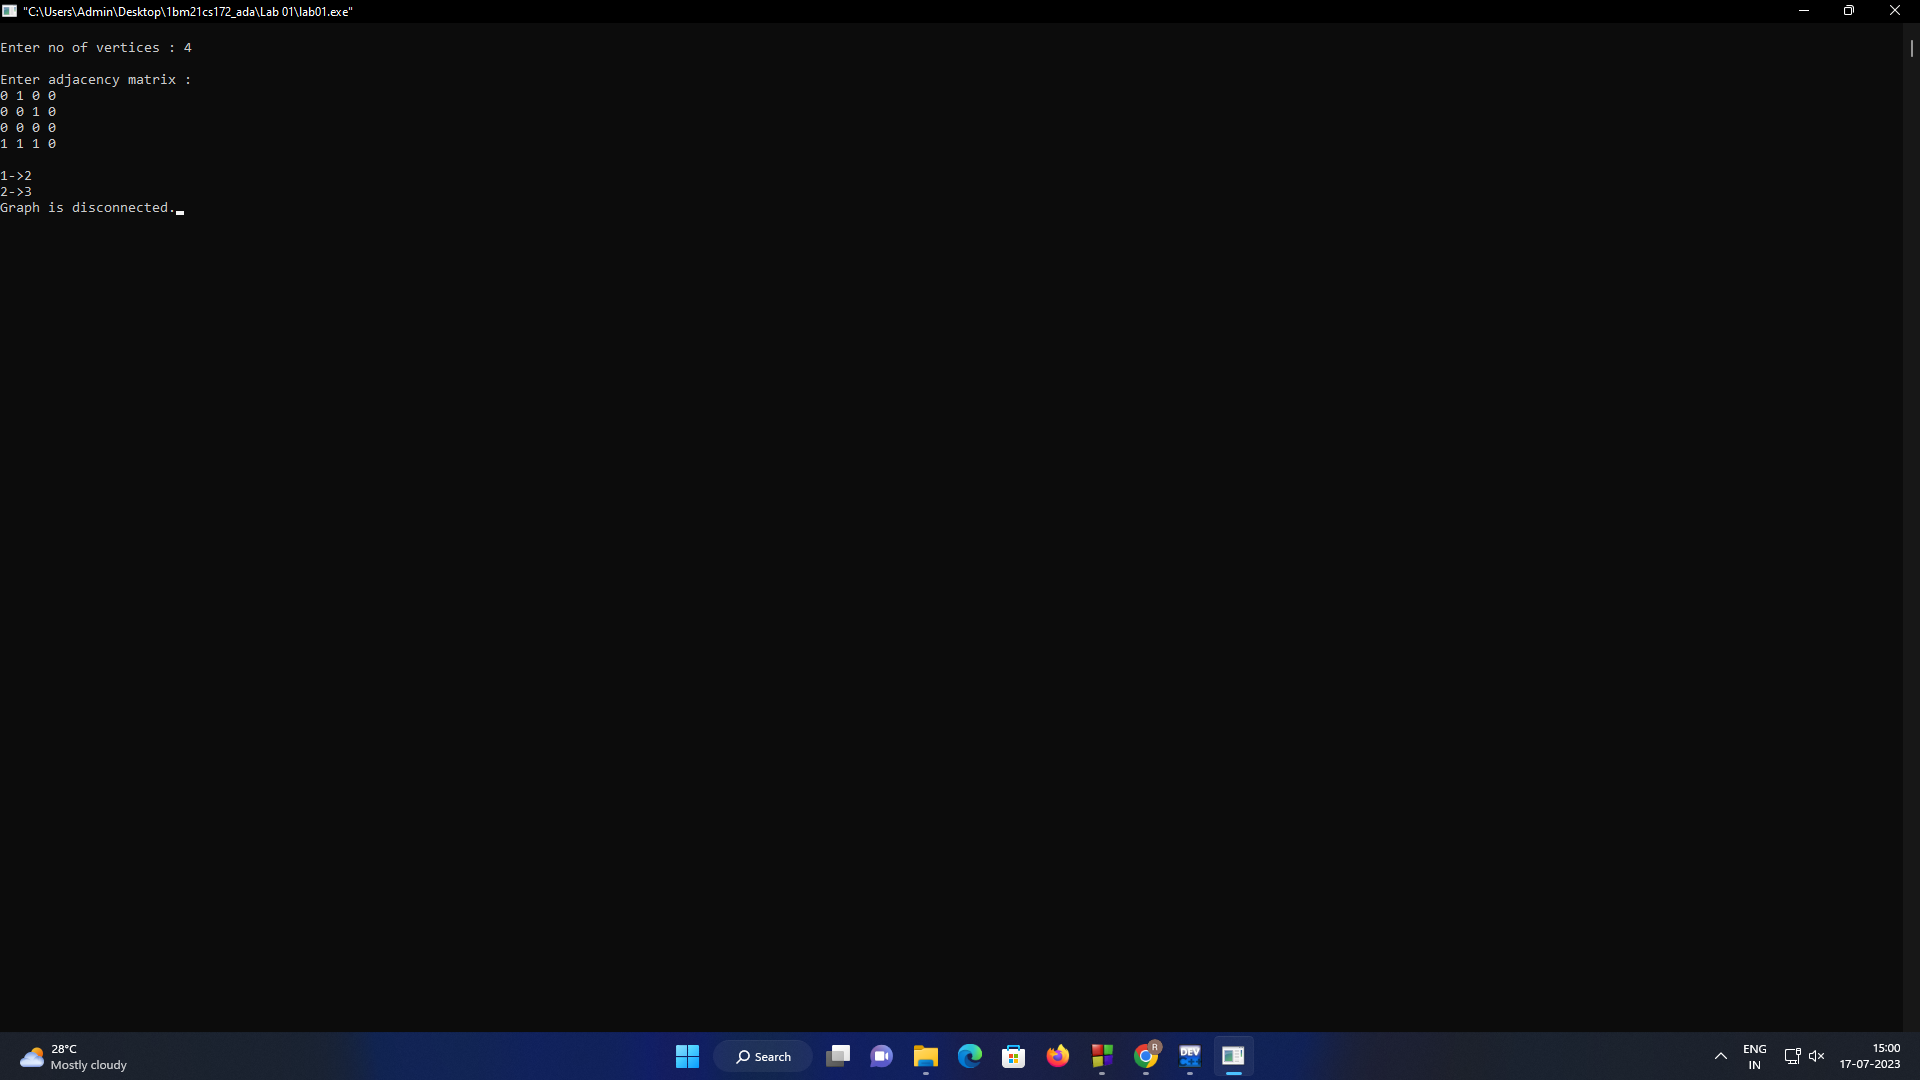 "C:\Users\Admin\Desktop\1bm21cs172_ada\Lab 01\lab01.exe"
Enter no of vertices : 4
Enter adjacency matrix :
0 1 0 0
0 0 1 0
0 0 0 0
1 1 1 0
1->2
2->3
Graph is disconnected.
28°C
Mostly cloudy
Search
R
DEV
C++
ENG
IN
15:00
17-07-2023